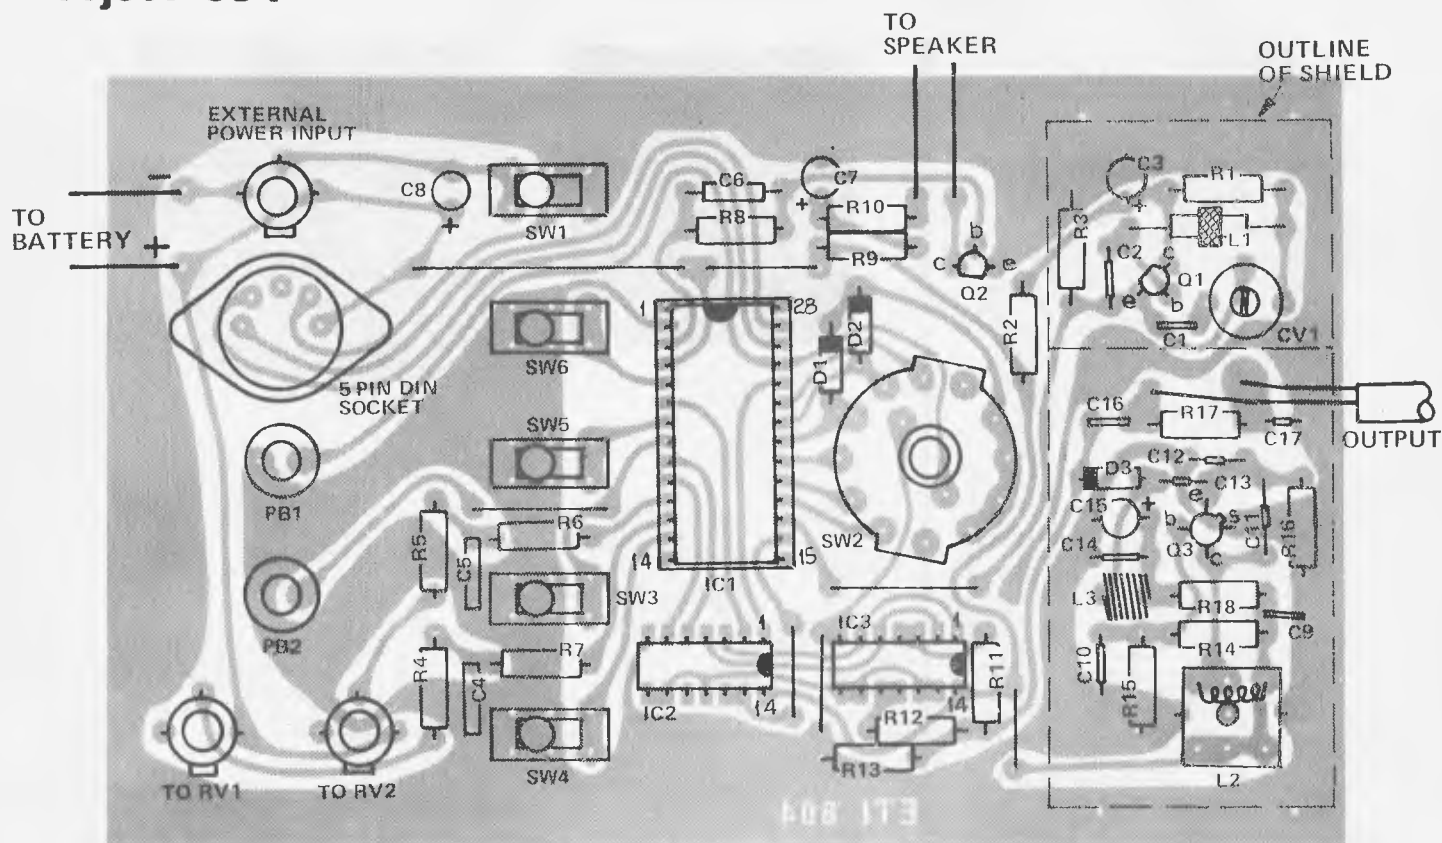 TO
SPEAKER
OUTLINE
OF SHIELD
EXTERNAL
POWER INPUT
TO
BATTERY
−
+
C8
+
SW1
C6
R8
C7
+
R10
R9
b
c
e
Q2
C3
+
R1
L1
R3
C2
c
Q1
e
b
C1
CV1
SW6
1
28
D2
D1
R2
5 PIN DIN
SOCKET
SW5
C16
R17
C17
OUTPUT
C12
D3
C13
PB1
R6
R5
C5
14
15
IC1
SW2
C15
+
e
b
s
Q3
c
C14
C11
R16
SW3
L3
R18
C9
R14
PB2
R7
R4
C4
1
IC2
14
IC3
1
14
R11
R12
R13
C10
R15
L2
SW4
TO RV1
TO RV2
ETI 804